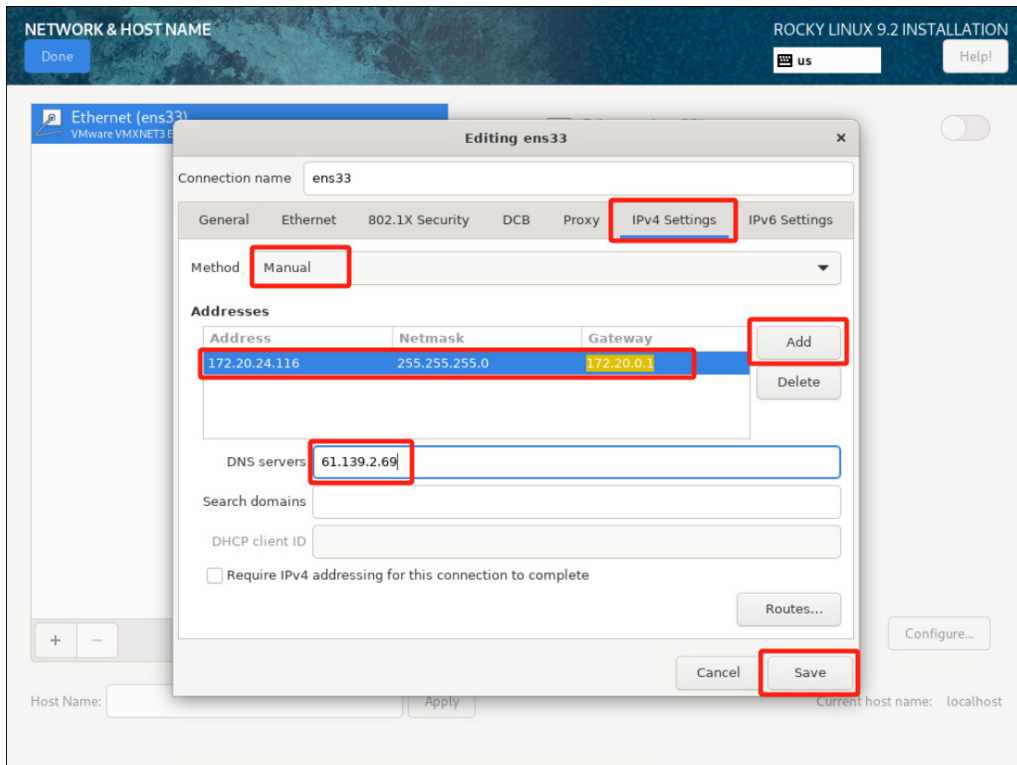 NETWORK & HOST NAME
ROCKY LINUX 9.2 INSTALLATION
Done
us
Help!
Ethernet (ens33)
VMware VMXNET3 E
Editing ens33
Connection name ens33
General Ethernet 802.1X Security DCB Proxy IPv4 Settings IPv6 Settings
Method Manual
Addresses
Address Netmask Gateway
172.20.24.116 255.255.255.0 172.20.0.1
Add
Delete
DNS servers 61.139.2.69
Search domains
DHCP client ID
Require IPv4 addressing for this connection to complete
Routes...
+ −
Configure...
Cancel Save
Host Name: Apply Current host name: localhost